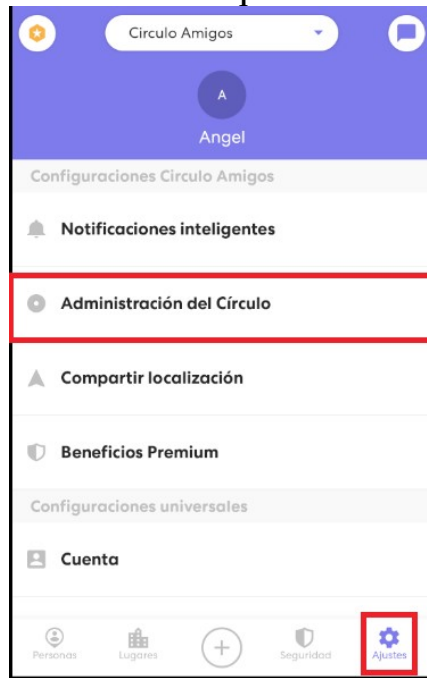 Circulo Amigos
A
Angel
Configuraciones Circulo Amigos
Notificaciones inteligentes
Administración del Círculo
Compartir localización
Beneficios Premium
Configuraciones universales
Cuenta
Personas Lugares Seguridad Ajustes